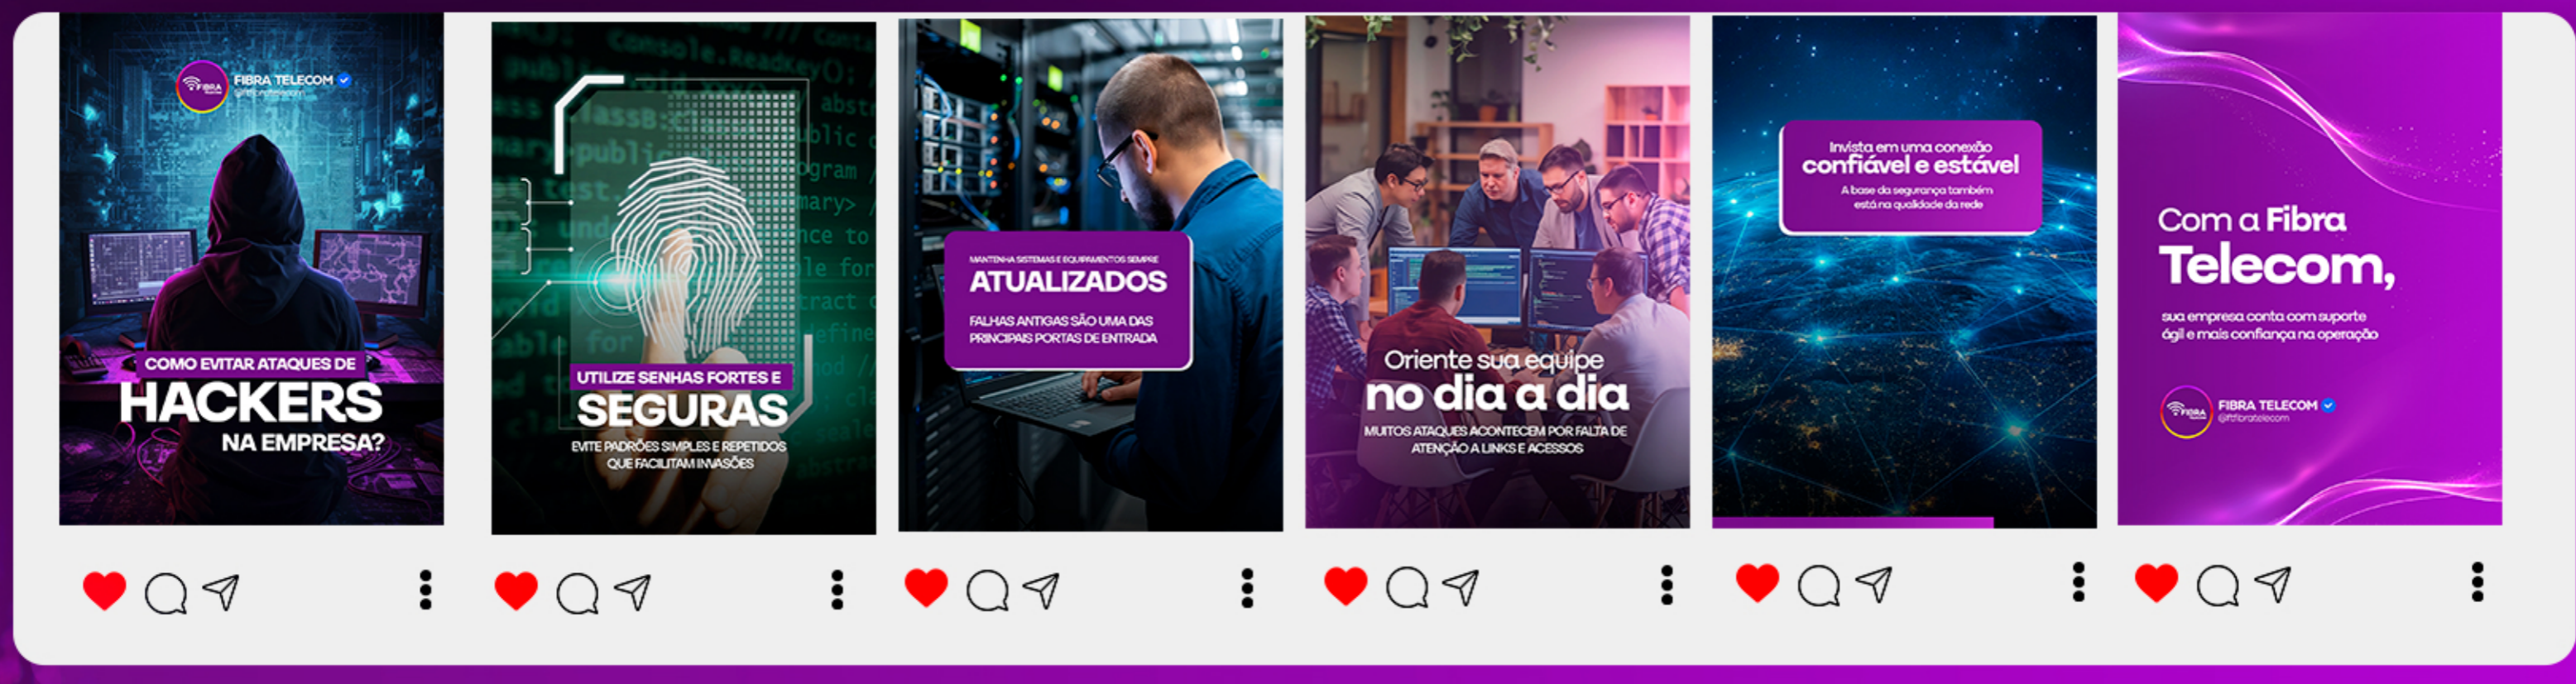 FIBRA
FIBRA TELECOM
@ftfibratelecom
COMO EVITAR ATAQUES DE
HACKERS
NA EMPRESA?
UTILIZE SENHAS FORTES E
SEGURAS
EVITE PADRÕES SIMPLES E REPETIDOS
QUE FACILITAM INVASÕES
MANTENHA SISTEMAS E EQUIPAMENTOS SEMPRE
ATUALIZADOS
FALHAS ANTIGAS SÃO UMA DAS
PRINCIPAIS PORTAS DE ENTRADA
Oriente sua equipe
no dia a dia
MUITOS ATAQUES ACONTECEM POR FALTA DE
ATENÇÃO A LINKS E ACESSOS
Invista em uma conexão
confiável e estável
A base da segurança também
está na qualidade da rede
Com a Fibra
Telecom,
sua empresa conta com suporte
ágil e mais confiança na operação
FIBRA
FIBRA TELECOM
@ftfibratelecom